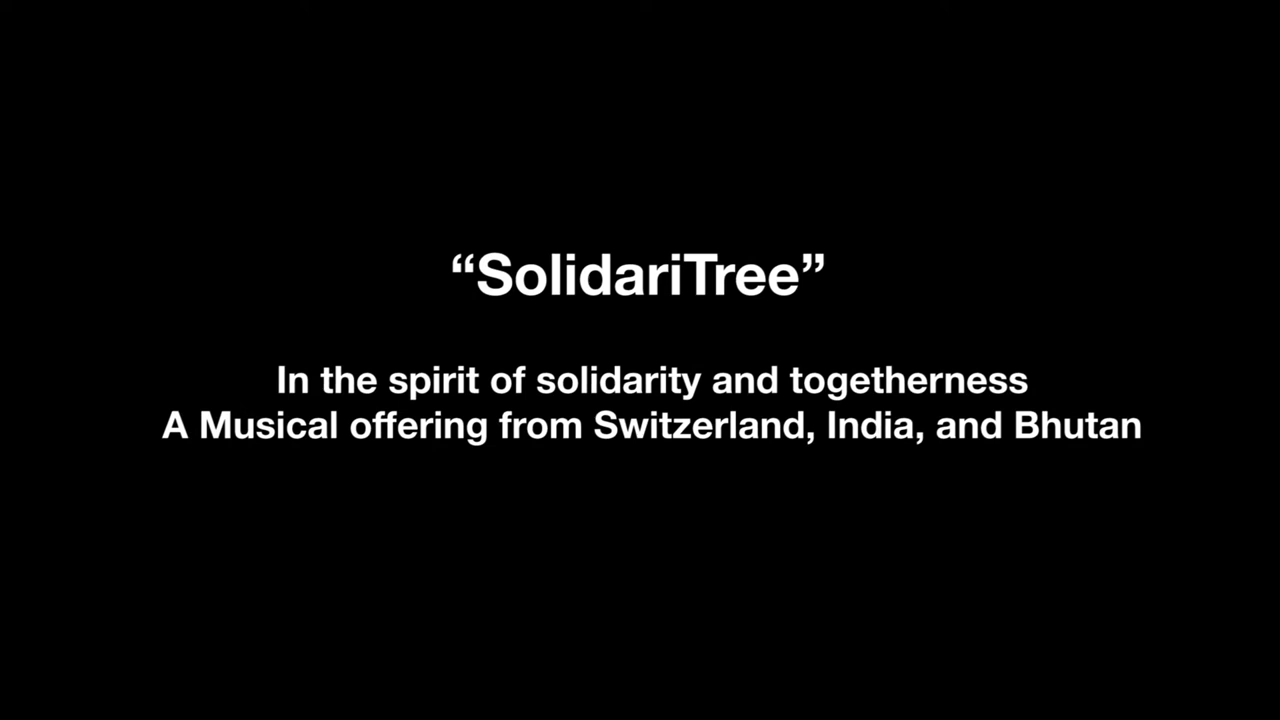 “SolidariTree”
In the spirit of solidarity and togetherness
A Musical offering from Switzerland, India, and Bhutan